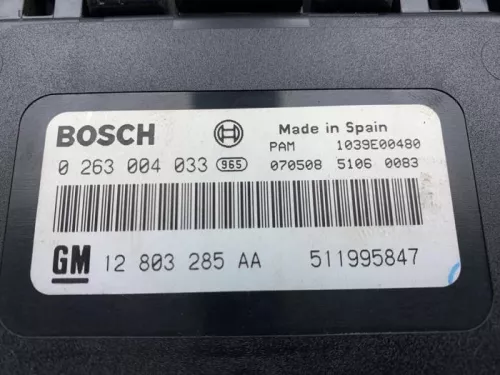 BOSCH Made in Spain
PAM 1039E00480
0 263 004 033 965 070508 5106 0083
GM 12 803 285 AA 511995847